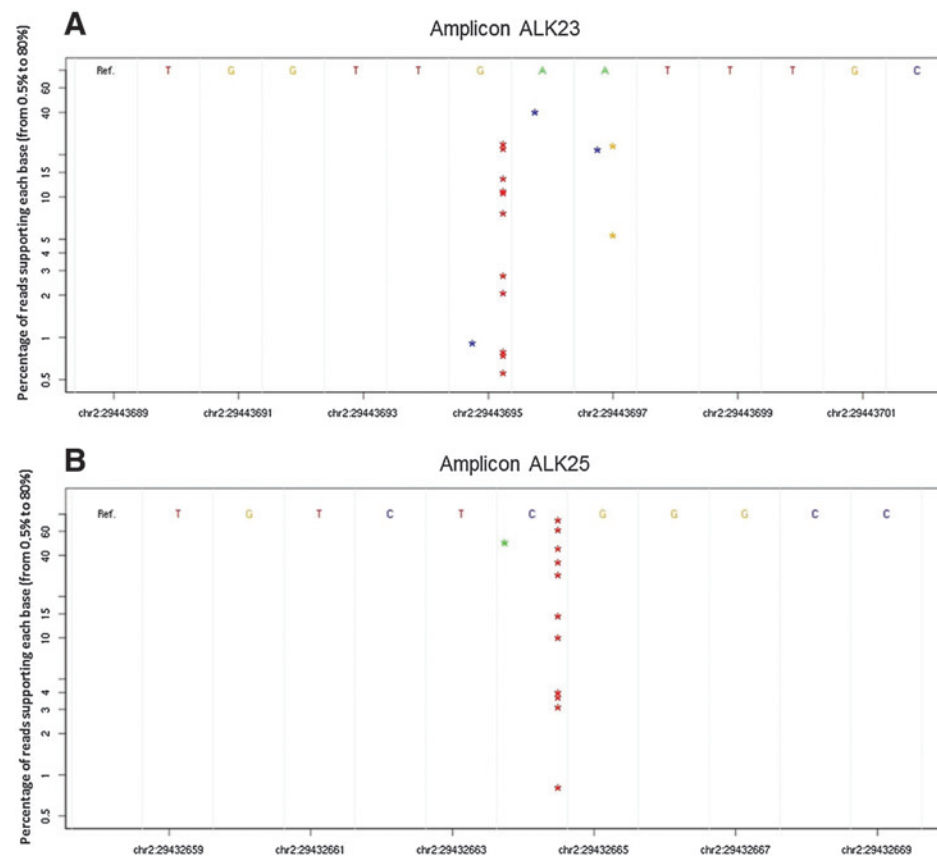 A
Amplicon ALK23
Percentage of reads supporting each base (from 0.5% to 80%)
Ref. T G G T T G A A T T T G C
60
40
15
10
5
4
3
2
1
0.5
chr2:29443689 chr2:29443691 chr2:29443693 chr2:29443695 chr2:29443697 chr2:29443699 chr2:29443701
B
Amplicon ALK25
Percentage of reads supporting each base (from 0.5% to 80%)
Ref. T G T C T C G G G C C
60
40
15
10
4
3
2
1
0.5
chr2:29432659 chr2:29432661 chr2:29432663 chr2:29432665 chr2:29432667 chr2:29432669